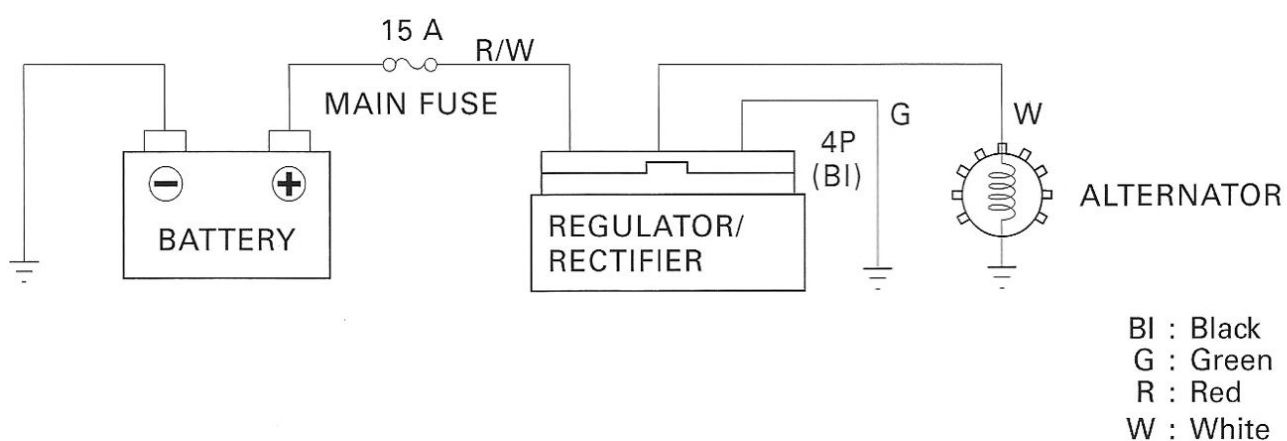 15 A
R/W
MAIN FUSE
G
W
4P
(Bl)
BATTERY
REGULATOR/
RECTIFIER
ALTERNATOR
Bl : Black
G : Green
R : Red
W : White